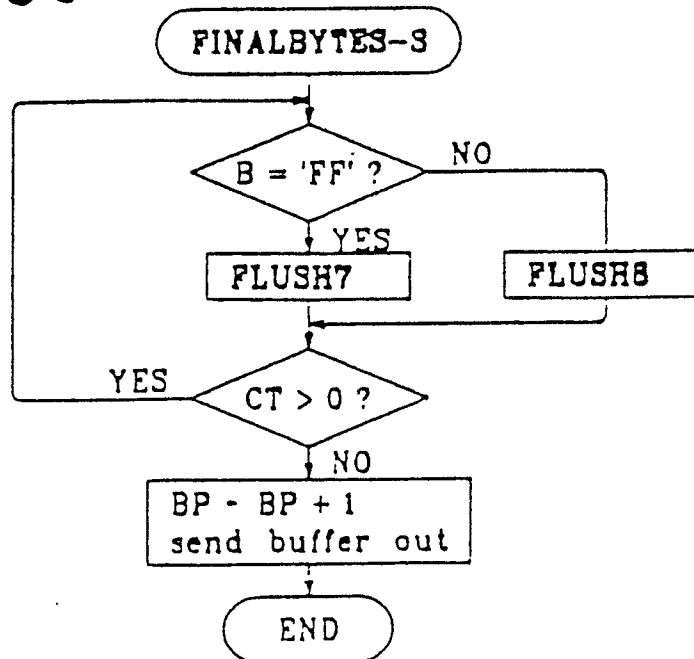 FINALBYTES-S
B = 'FF' ?
NO
YES
FLUSH7
FLUSH8
YES
CT > 0 ?
NO
BP - BP + 1
send buffer out
END